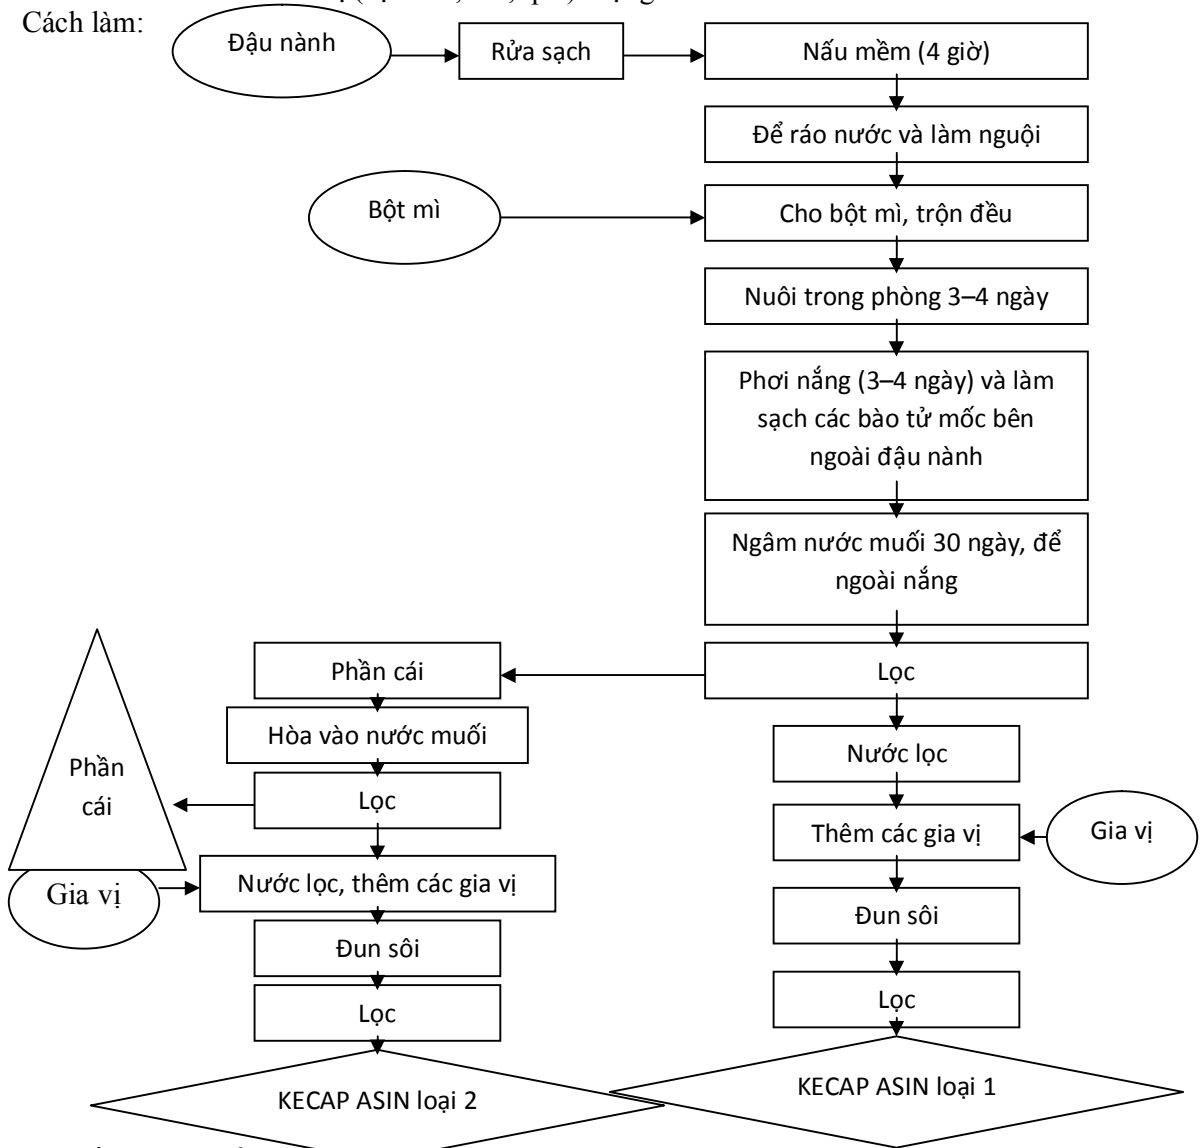 Cách làm:
Đậu nành
Rửa sạch
Nấu mềm (4 giờ)
Để ráo nước và làm nguội
Bột mì
Cho bột mì, trộn đều
Nuôi trong phòng 3–4 ngày
Phơi nắng (3–4 ngày) và làm
sạch các bào tử mốc bên
ngoài đậu nành
Ngâm nước muối 30 ngày, để
ngoài nắng
Phần cái
Lọc
Hòa vào nước muối
Nước lọc
Phần
cái
Lọc
Thêm các gia vị
Gia vị
Gia vị
Nước lọc, thêm các gia vị
Đun sôi
Đun sôi
Lọc
Lọc
KECAP ASIN loại 2
KECAP ASIN loại 1